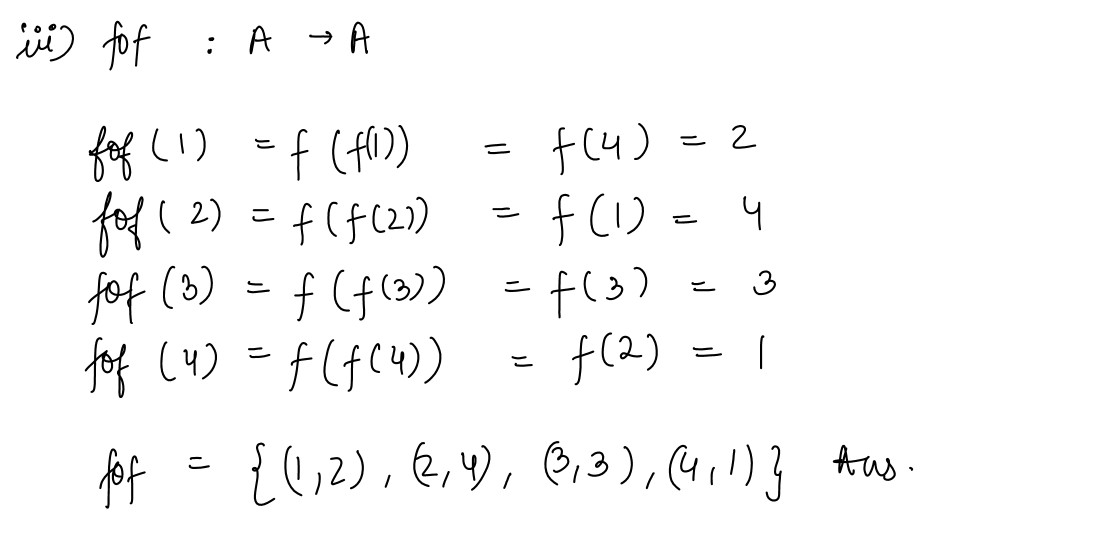 iii) fof : A → A
fof (1) = f (f(1)) = f(4) = 2
fof (2) = f(f(2)) = f(1) = 4
fof (3) = f (f(3)) = f(3) = 3
fof (4) = f(f(4)) = f(2) = 1
fof = {(1,2), (2,4), (3,3), (4,1)} Ans.